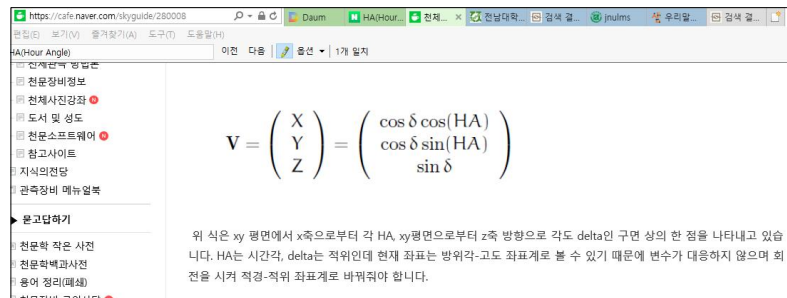 https://cafe.naver.com/skyguide/280008
Daum
HA(Hour...
천체...
전남대학...
검색 결...
jnulms
우리말...
검색 결...
편집(E) 보기(V) 즐겨찾기(A) 도구(T) 도움말(H)
HA(Hour Angle)
이전 다음 옵션 1개 일치
천체관측 방법론
천문장비정보
천체사진강좌 N
도서 및 성도
천문소프트웨어 N
참고사이트
지식의전당
관측장비 메뉴얼북
묻고답하기
천문학 작은 사전
천문학백과사전
용어 정리(폐쇄)
V = ( X Y Z ) = ( cos δ cos(HA) cos δ sin(HA) sin δ )
위 식은 xy 평면에서 x축으로부터 각 HA, xy평면으로부터 z축 방향으로 각도 delta인 구면 상의 한 점을 나타내고 있습
니다. HA는 시간각, delta는 적위인데 현재 좌표는 방위각-고도 좌표계로 볼 수 있기 때문에 변수가 대응하지 않으며 회
전을 시켜 적경-적위 좌표계로 바꿔줘야 합니다.